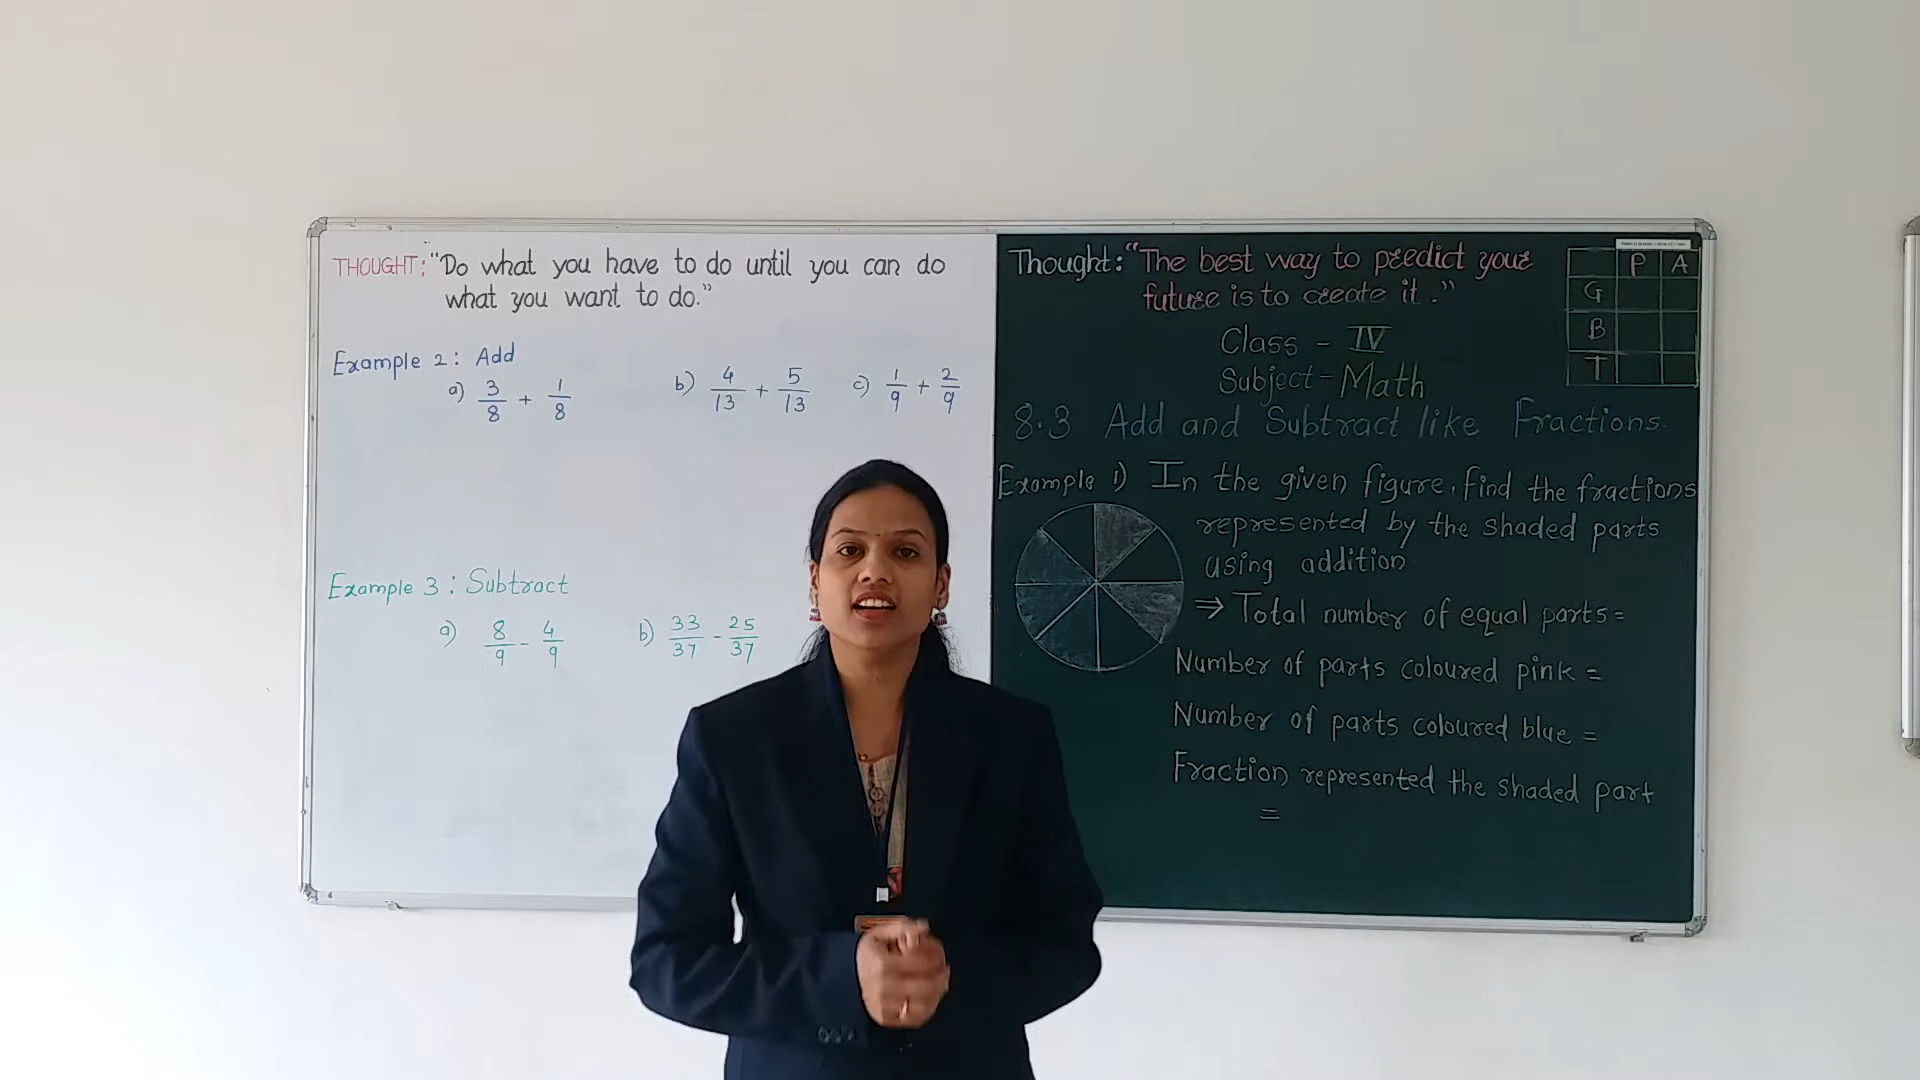 THOUGHT: "Do what you have to do until you can do
what you want to do."
Example 2: Add
a) 3/8 + 1/8 b) 4/13 + 5/13 c) 1/9 + 2/9
Example 3: Subtract
a) 8/9 - 4/9 b) 33/37 - 25/37
Thought: "The best way to predict your
future is to create it."
P A
G
B
T
Class - IV
Subject - Math
8.3 Add and Subtract like Fractions.
Example 1) In the given figure, find the fractions
represented by the shaded parts
using addition
⇒ Total number of equal parts =
Number of parts coloured pink =
Number of parts coloured blue =
Fraction represented the shaded part
=